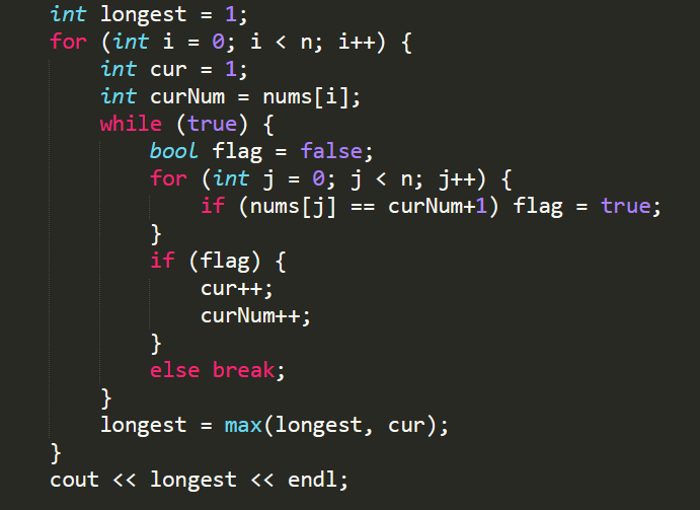 int longest = 1;
for (int i = 0; i < n; i++) {
    int cur = 1;
    int curNum = nums[i];
    while (true) {
        bool flag = false;
        for (int j = 0; j < n; j++) {
            if (nums[j] == curNum+1) flag = true;
        }
        if (flag) {
            cur++;
            curNum++;
        }
        else break;
    }
    longest = max(longest, cur);
}
cout << longest << endl;